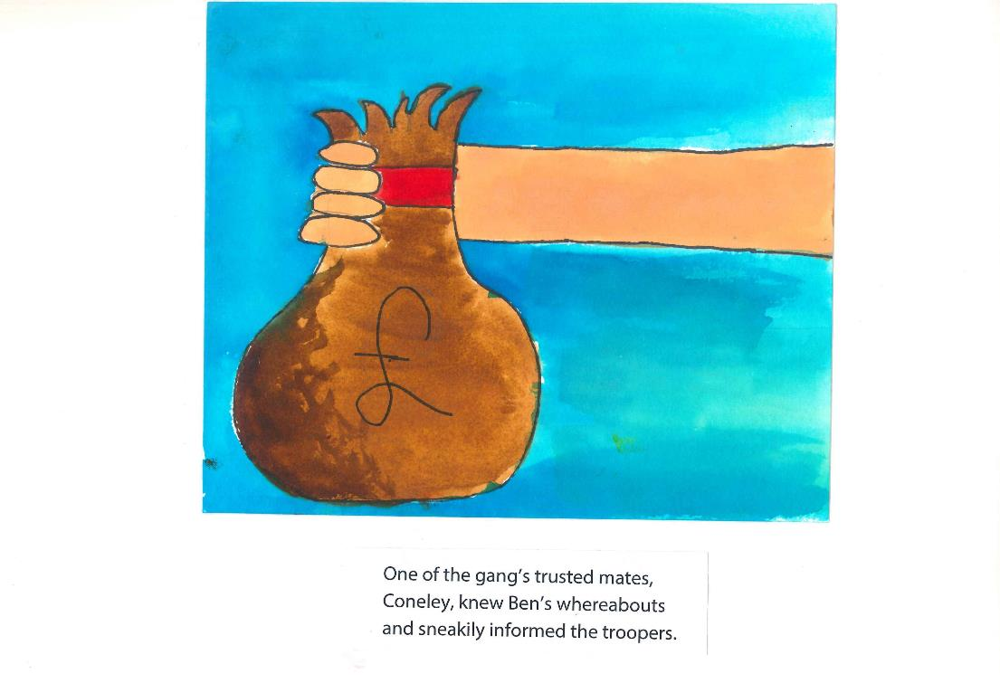 £
One of the gang's trusted mates,
Coneley, knew Ben's whereabouts
and sneakily informed the troopers.